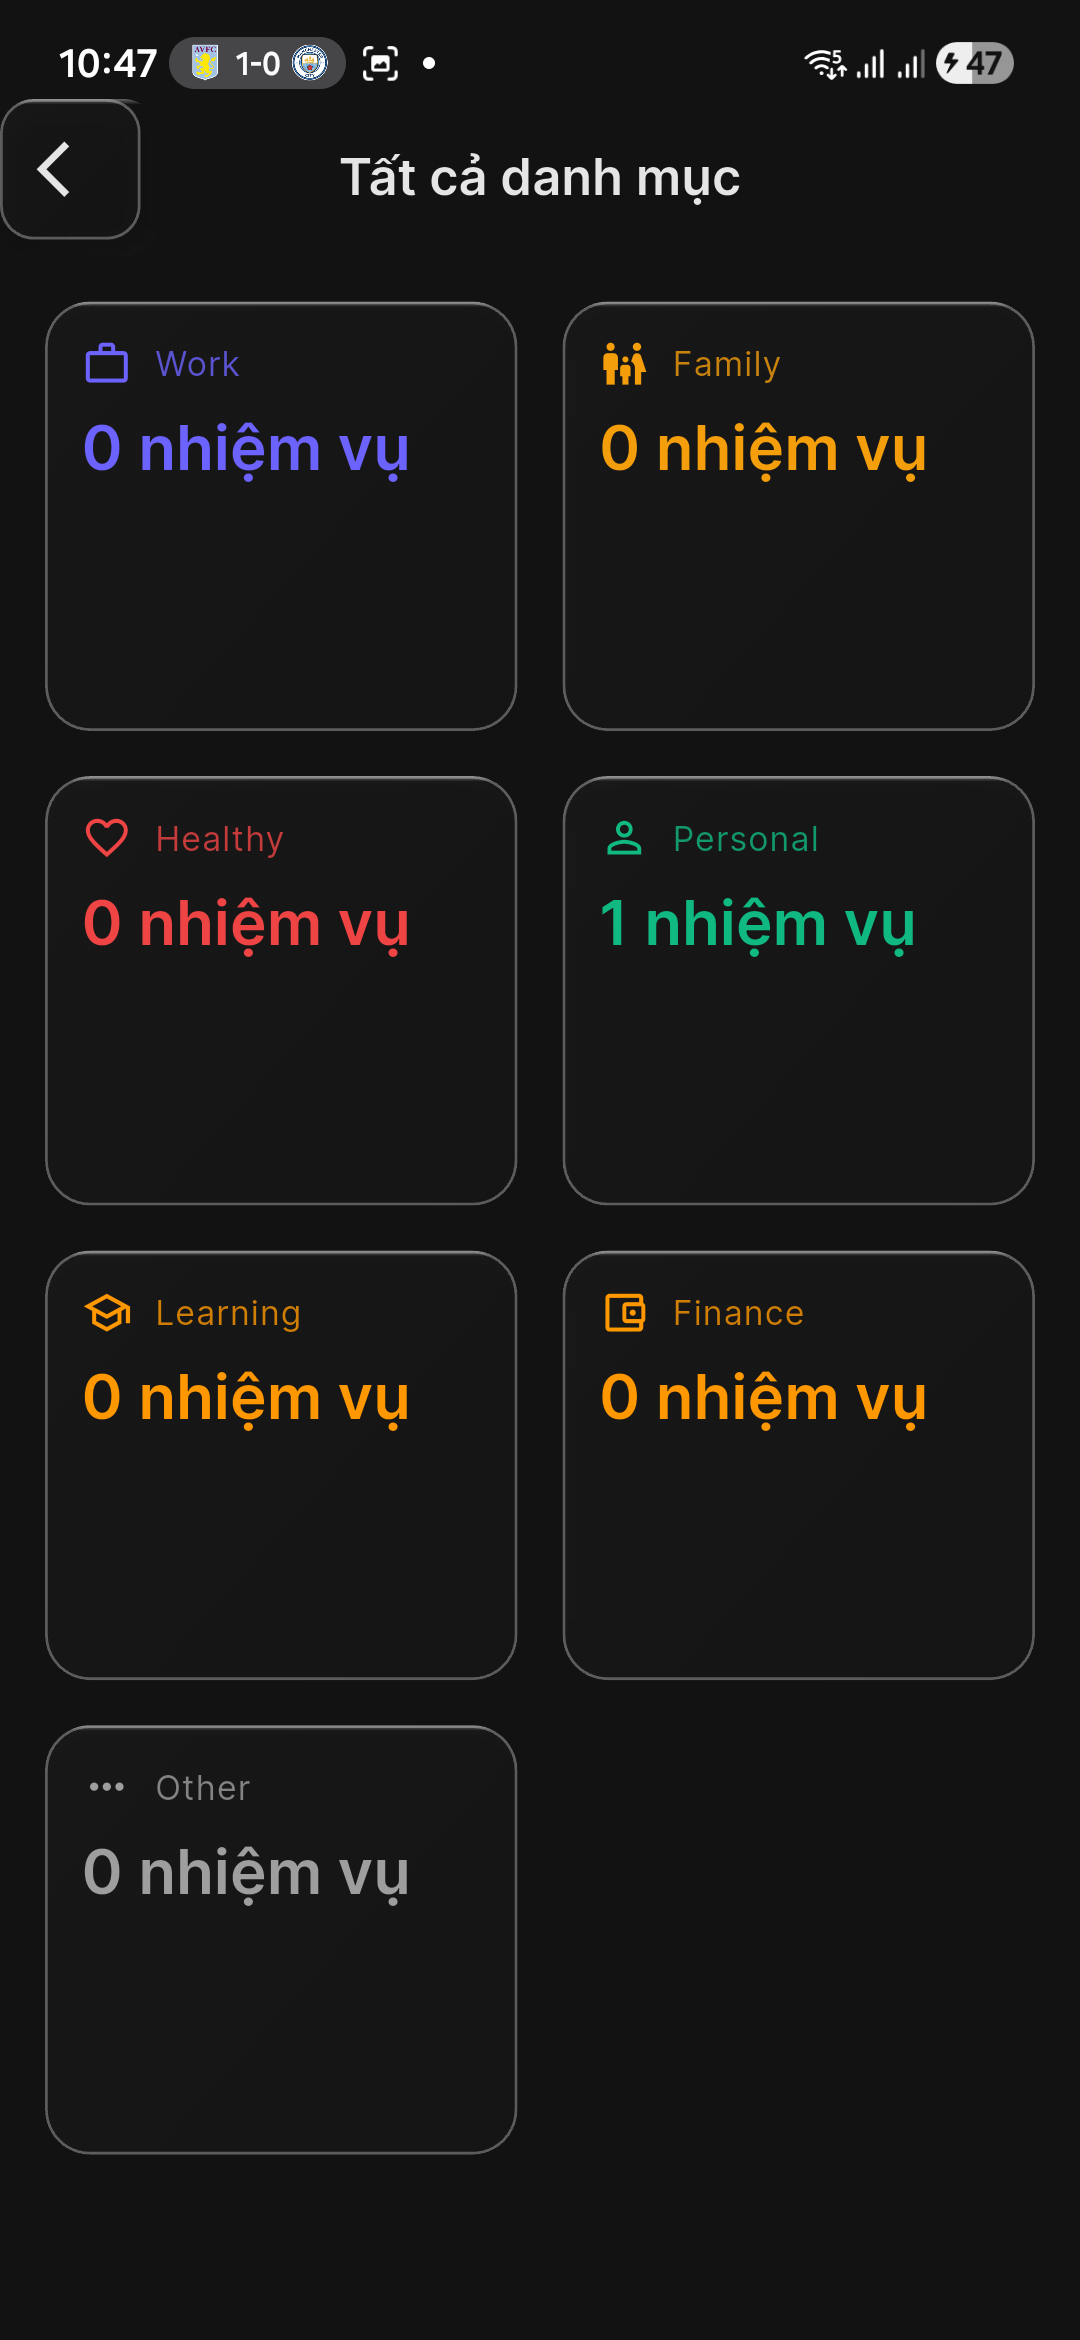 10:47 AVFC 1-0 5 47
Tất cả danh mục
Work
0 nhiệm vụ
Family
0 nhiệm vụ
Healthy
0 nhiệm vụ
Personal
1 nhiệm vụ
Learning
0 nhiệm vụ
Finance
0 nhiệm vụ
Other
0 nhiệm vụ